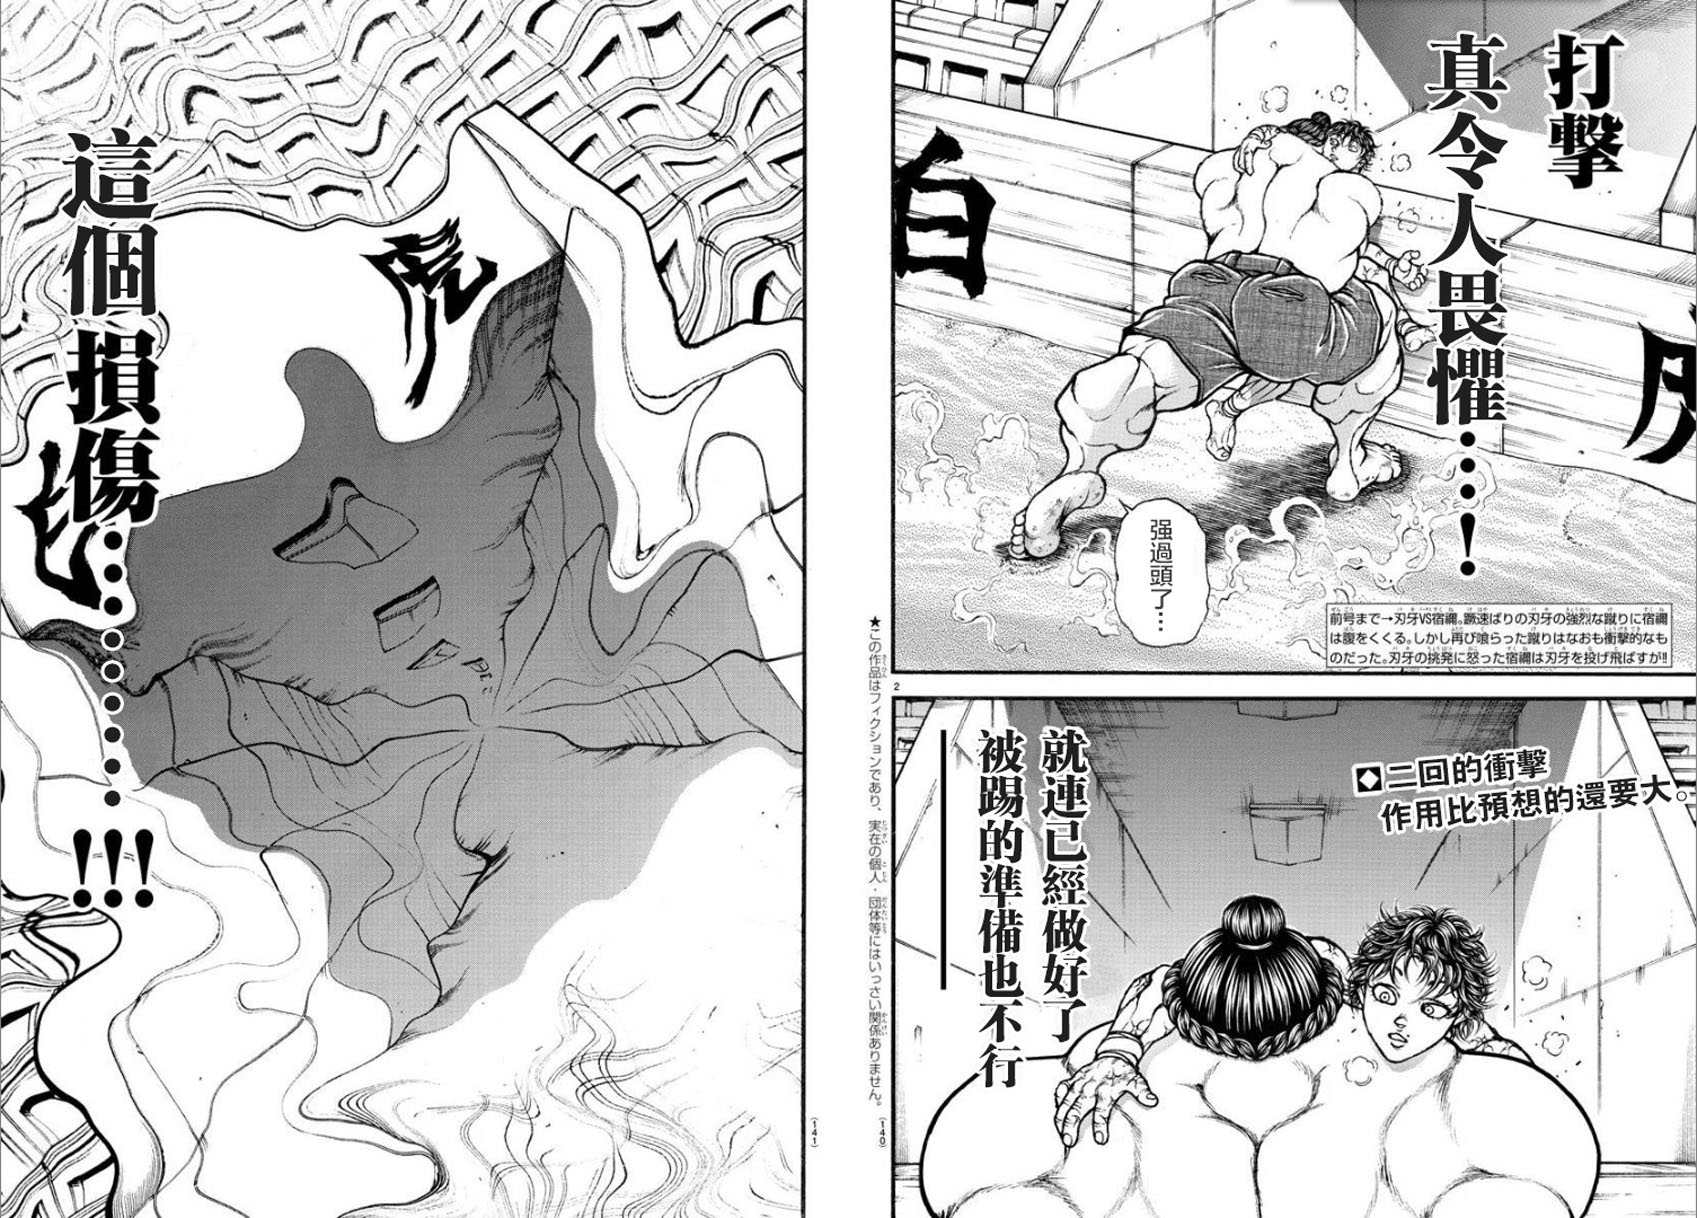 打撃
真令人畏懼……!
白
虎
强過頭了…
前号まで→刃牙VS宿禰。蹶速ばりの刃牙の強烈な蹴りに宿禰
は腹をくくる。しかし再び喰らった蹴りはなおも衝撃的なも
のだった。刃牙の挑発に怒った宿禰は刃牙を投げ飛ばすが!!
2
◆二回的衝擊
作用比預想的還要大。
就連已經做好了
被踢的準備也不行
★この作品はフィクションであり、実在の個人・団体等にはいっさい関係ありません。
(140)
(141)
虎
這個損傷…………!!!